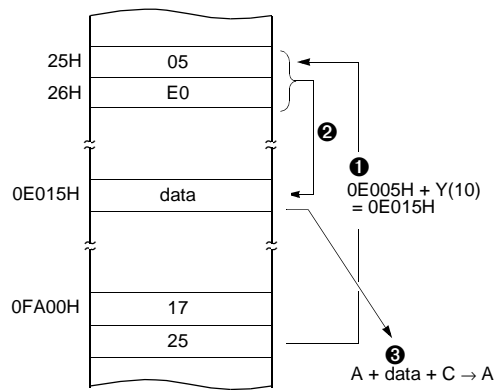 25H 05
26H E0
❷
❶
0E015H data 0E005H + Y(10)
= 0E015H
0FA00H 17
25
❸
A + data + C → A